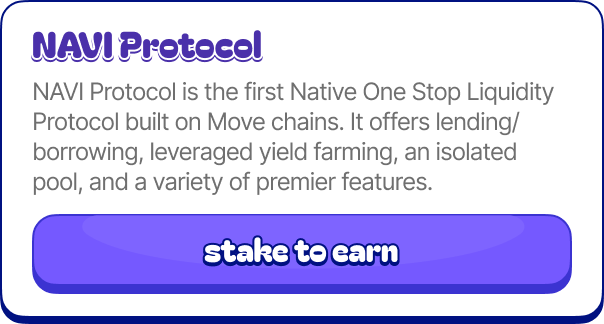 NAVI Protocol
NAVI Protocol is the first Native One Stop Liquidity
Protocol built on Move chains. It offers lending/
borrowing, leveraged yield farming, an isolated
pool, and a variety of premier features.
stake to earn